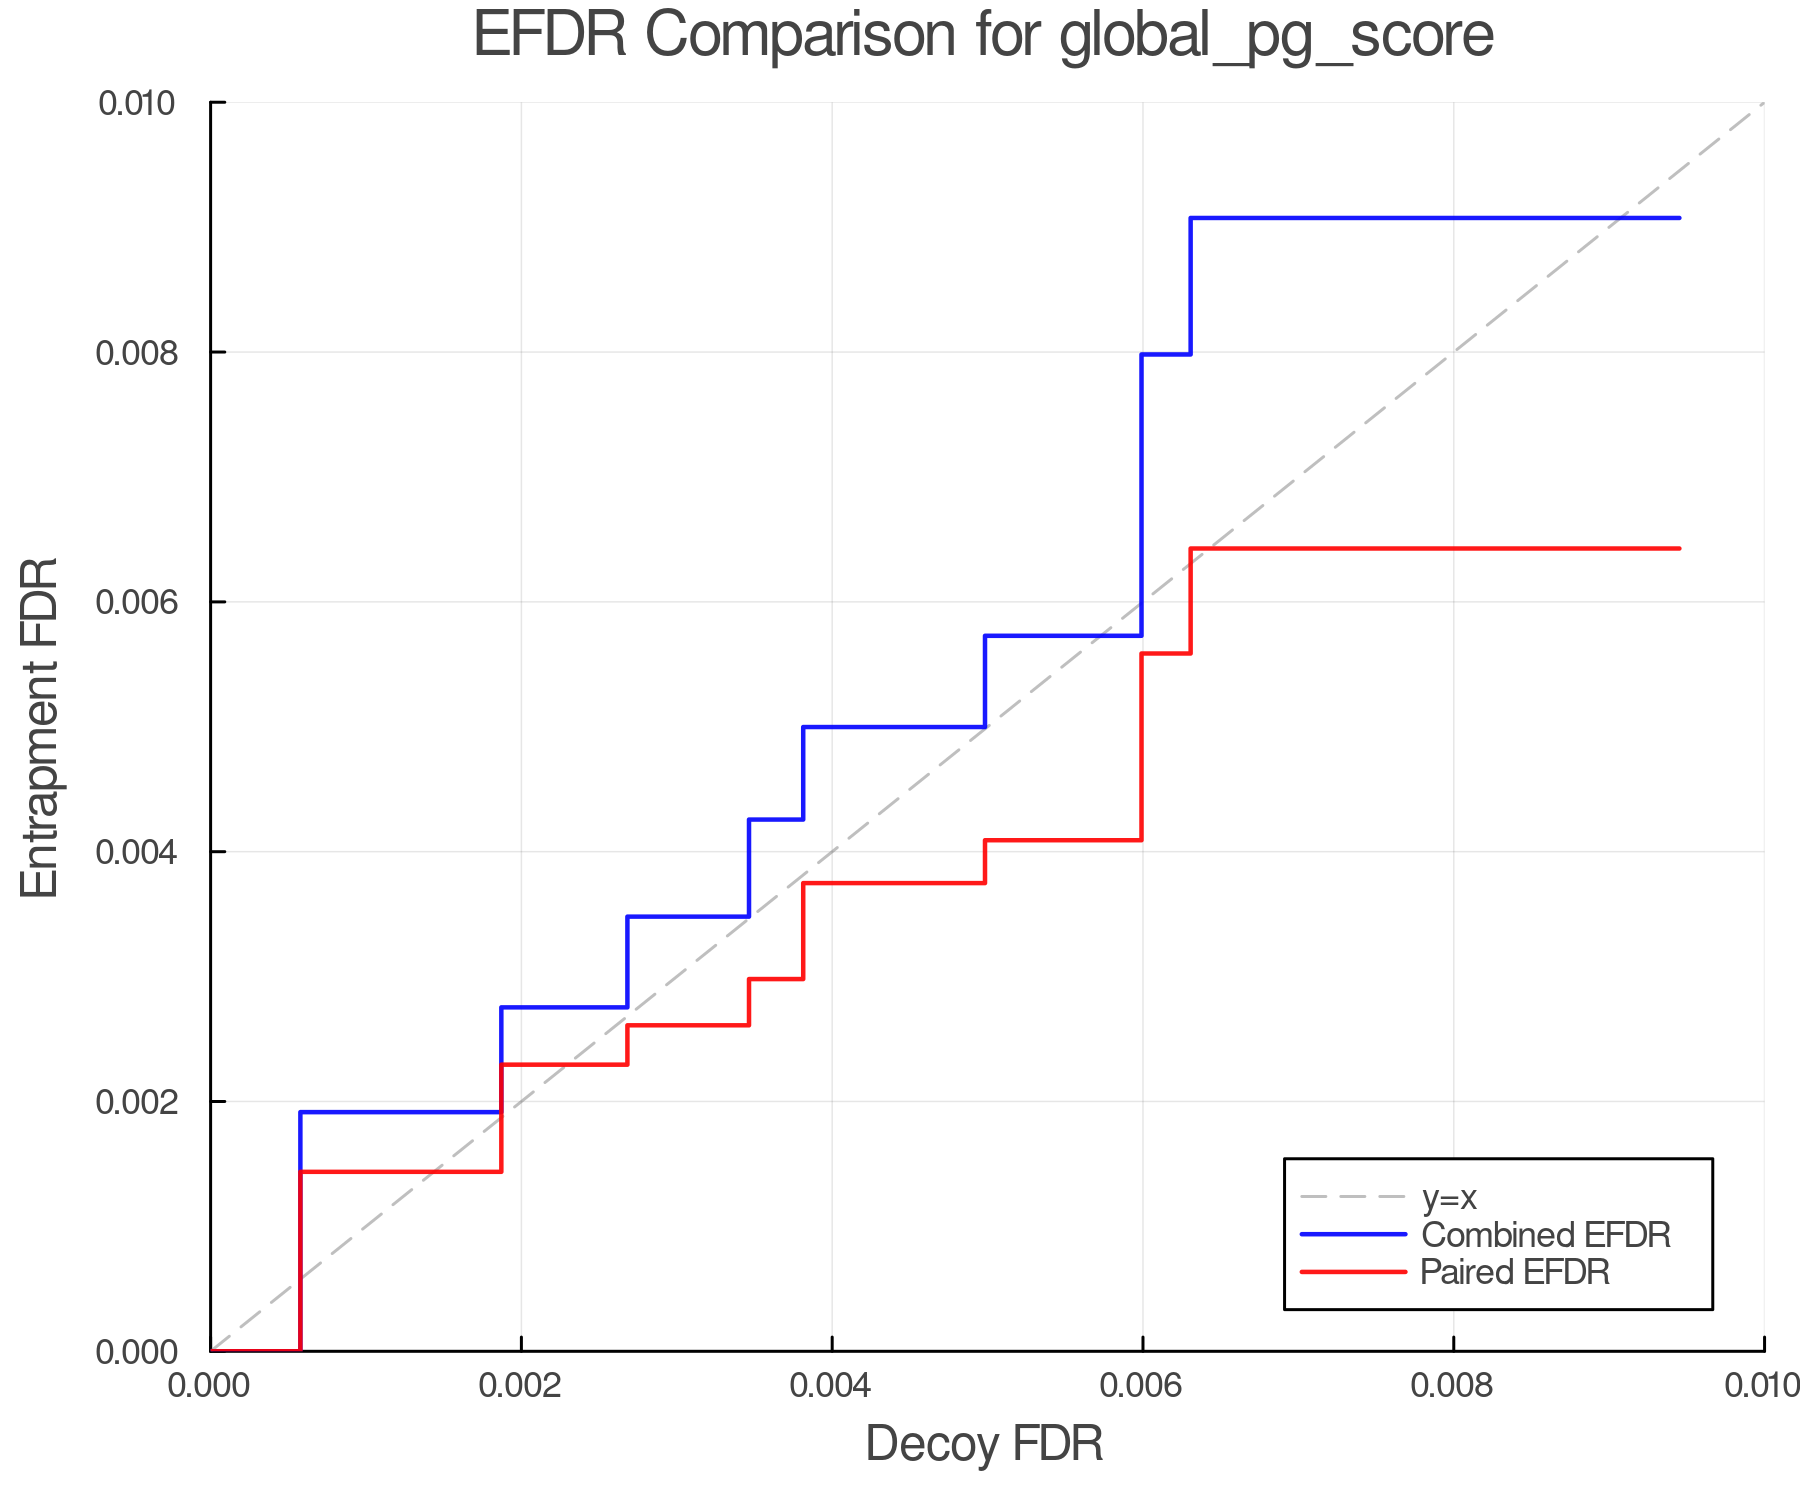 EFDR Comparison for global_pg_score
Entrapment FDR
0.010
0.008
0.006
0.004
0.002
0.000
0.000 0.002 0.004 0.006 0.008 0.010
Decoy FDR
y=x
Combined EFDR
Paired EFDR